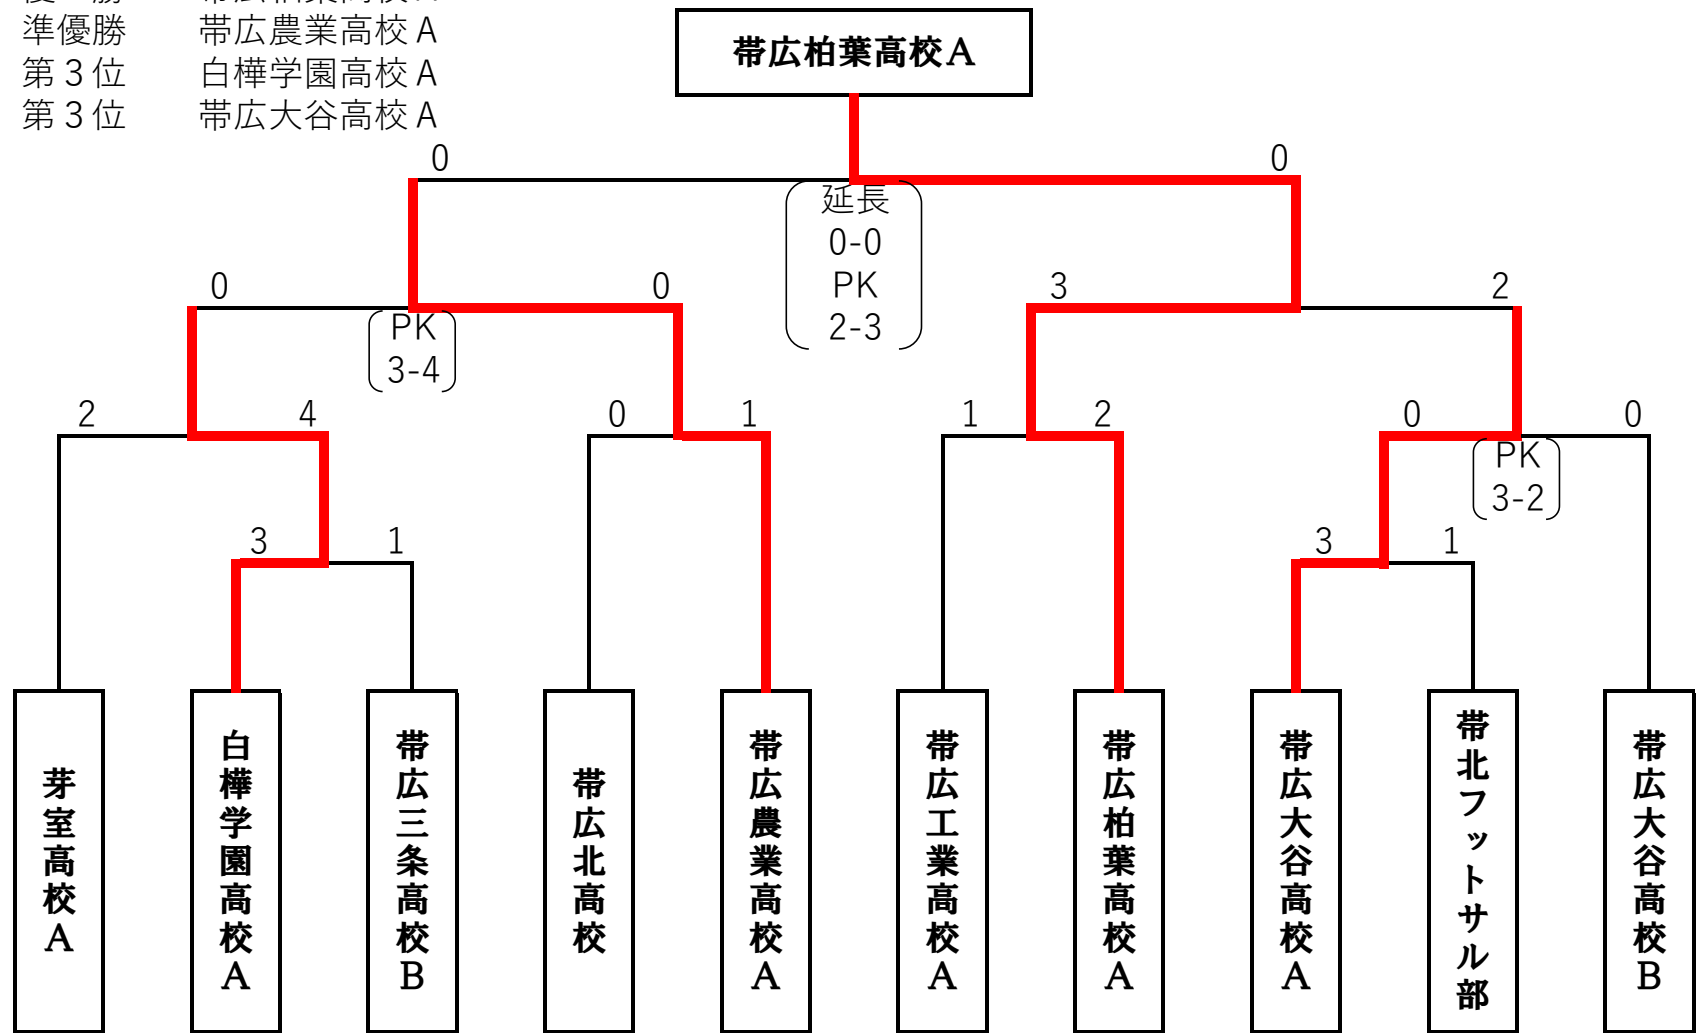 準優勝 帯広農業高校 A
第 3 位 白樺学園高校 A
第 3 位 帯広大谷高校 A
帯広柏葉高校A
0 0
延長
0-0
PK
2-3
0 0 3 2
PK
3-4
2 4 0 1 1 2 0 0
PK
3-2
3 1 3 1
芽室高校A
白樺学園高校A
帯広三条高校B
帯広北高校
帯広農業高校A
帯広工業高校A
帯広柏葉高校A
帯広大谷高校A
帯北フットサル部
帯広大谷高校B